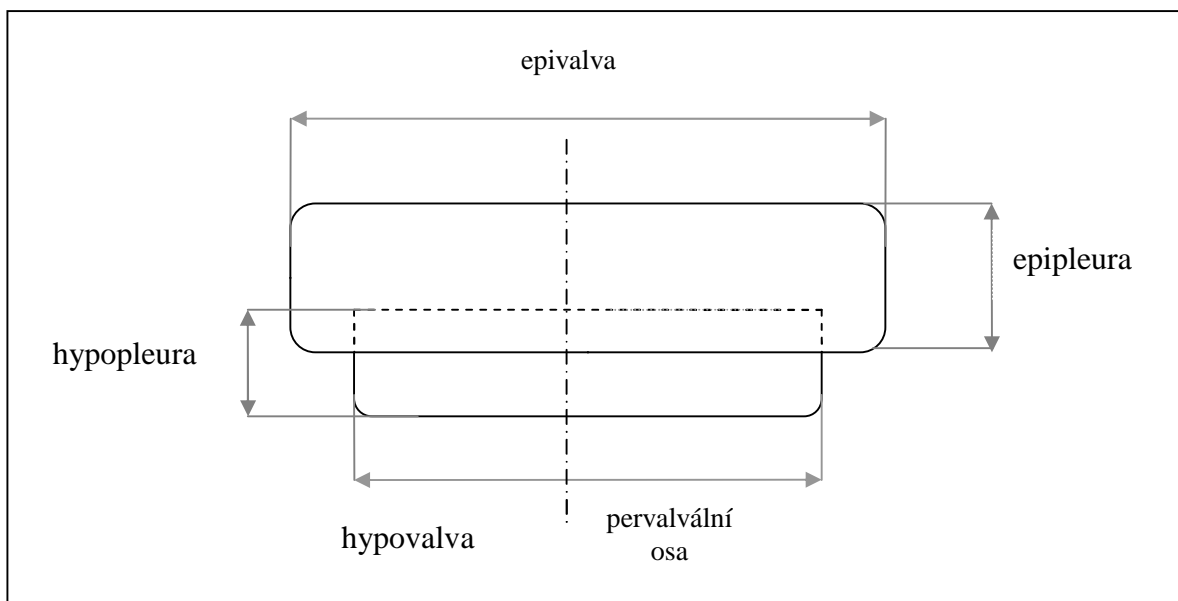 epivalva
epipleura
hypopleura
hypovalva
pervalvální
osa